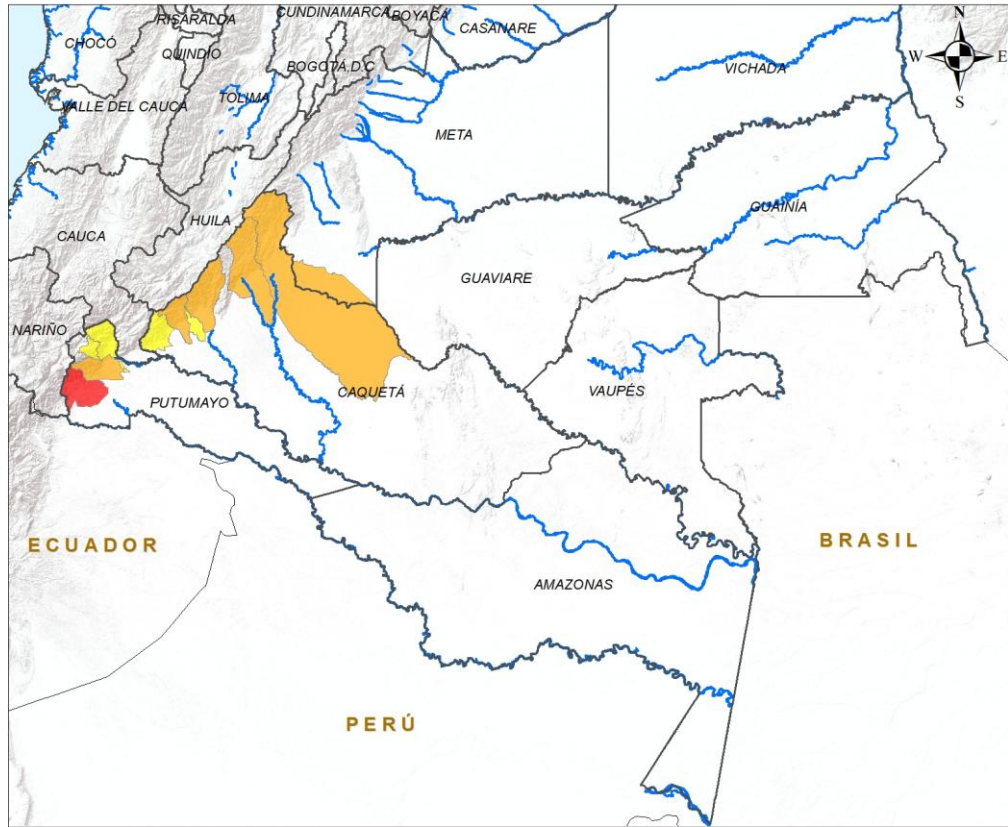 CUNDINAMARCA
BOYACÁ
RISARALDA
CASANARE
N
CHOCÓ
QUINDIO
BOGOTÁ D.C
W
E
VICHADA
S
VALLE DEL CAUCA
TOLIMA
META
GUAINÍA
HUILA
CAUCA
GUAVIARE
NARIÑO
CAQUETÁ
VAUPÉS
PUTUMAYO
ECUADOR
BRASIL
AMAZONAS
PERÚ